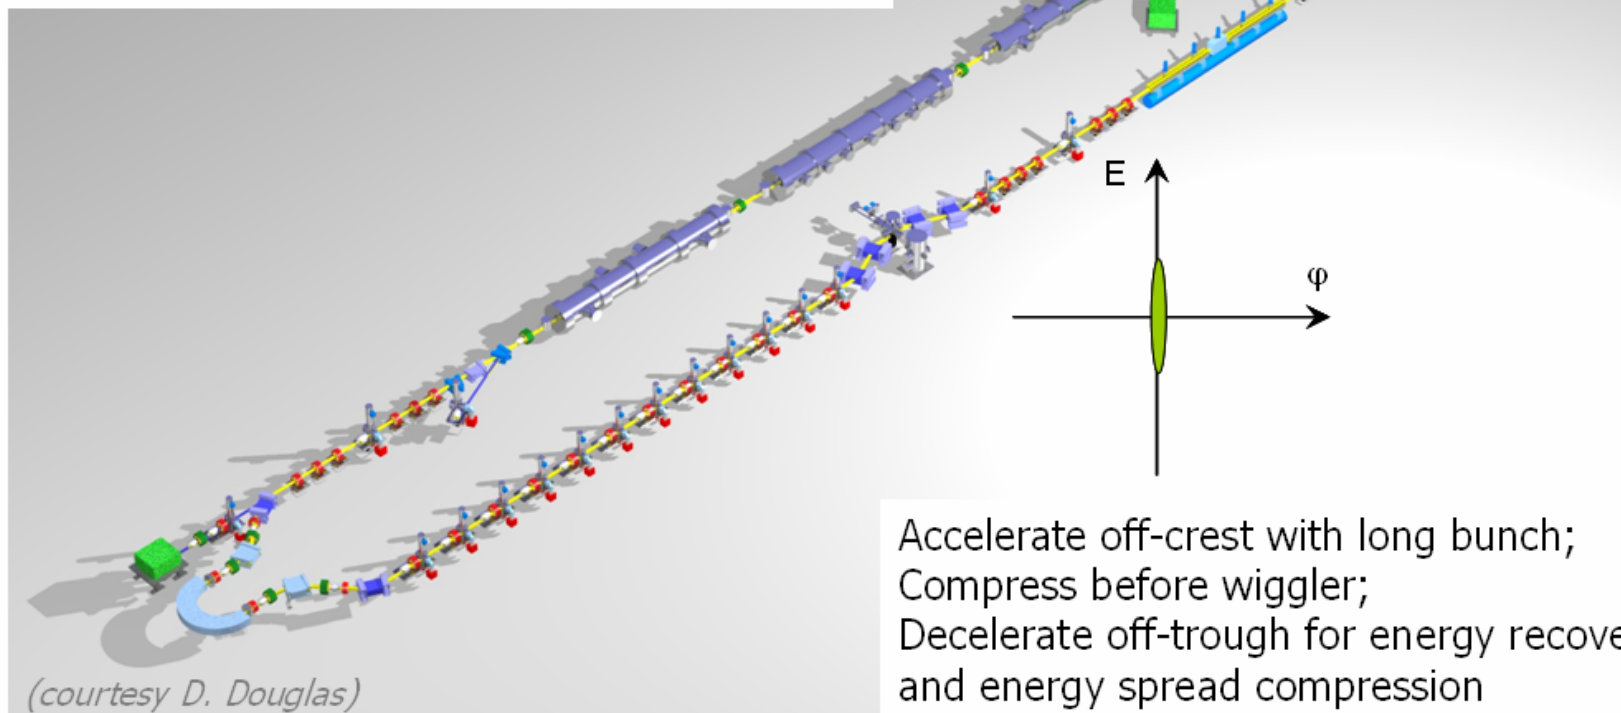 E
φ
Accelerate off-crest with long bunch;
Compress before wiggler;
Decelerate off-trough for energy recove
and energy spread compression
(courtesy D. Douglas)